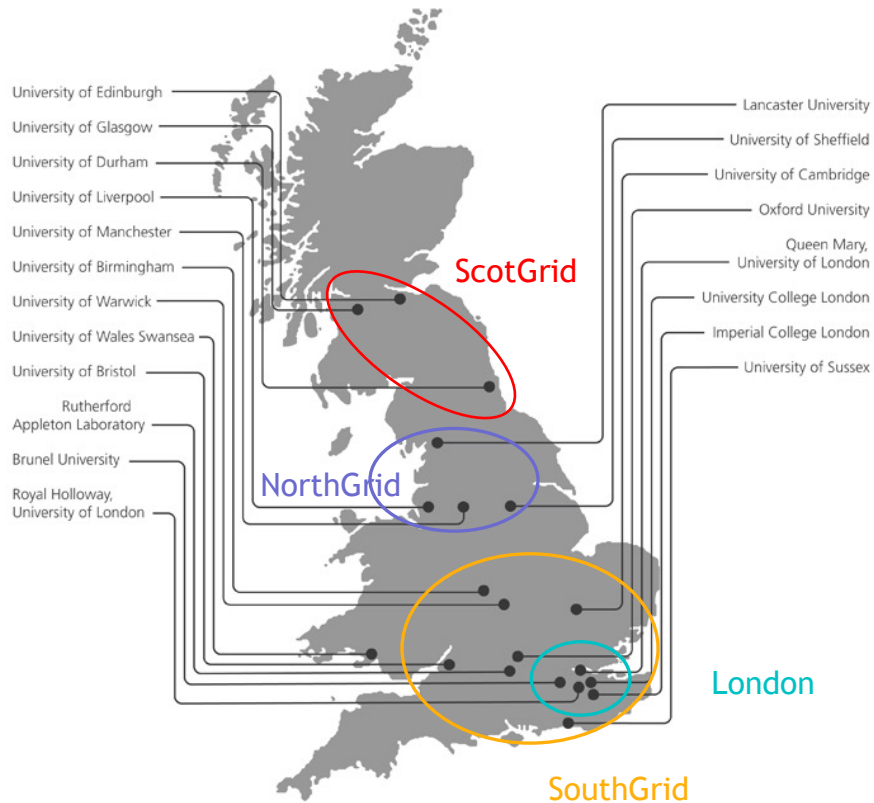 University of Edinburgh
University of Glasgow
University of Durham
University of Liverpool
University of Manchester
University of Birmingham
University of Warwick
University of Wales Swansea
University of Bristol
Rutherford
Appleton Laboratory
Brunel University
Royal Holloway,
University of London
Lancaster University
University of Sheffield
University of Cambridge
Oxford University
Queen Mary,
University of London
University College London
Imperial College London
University of Sussex
ScotGrid
NorthGrid
London
SouthGrid